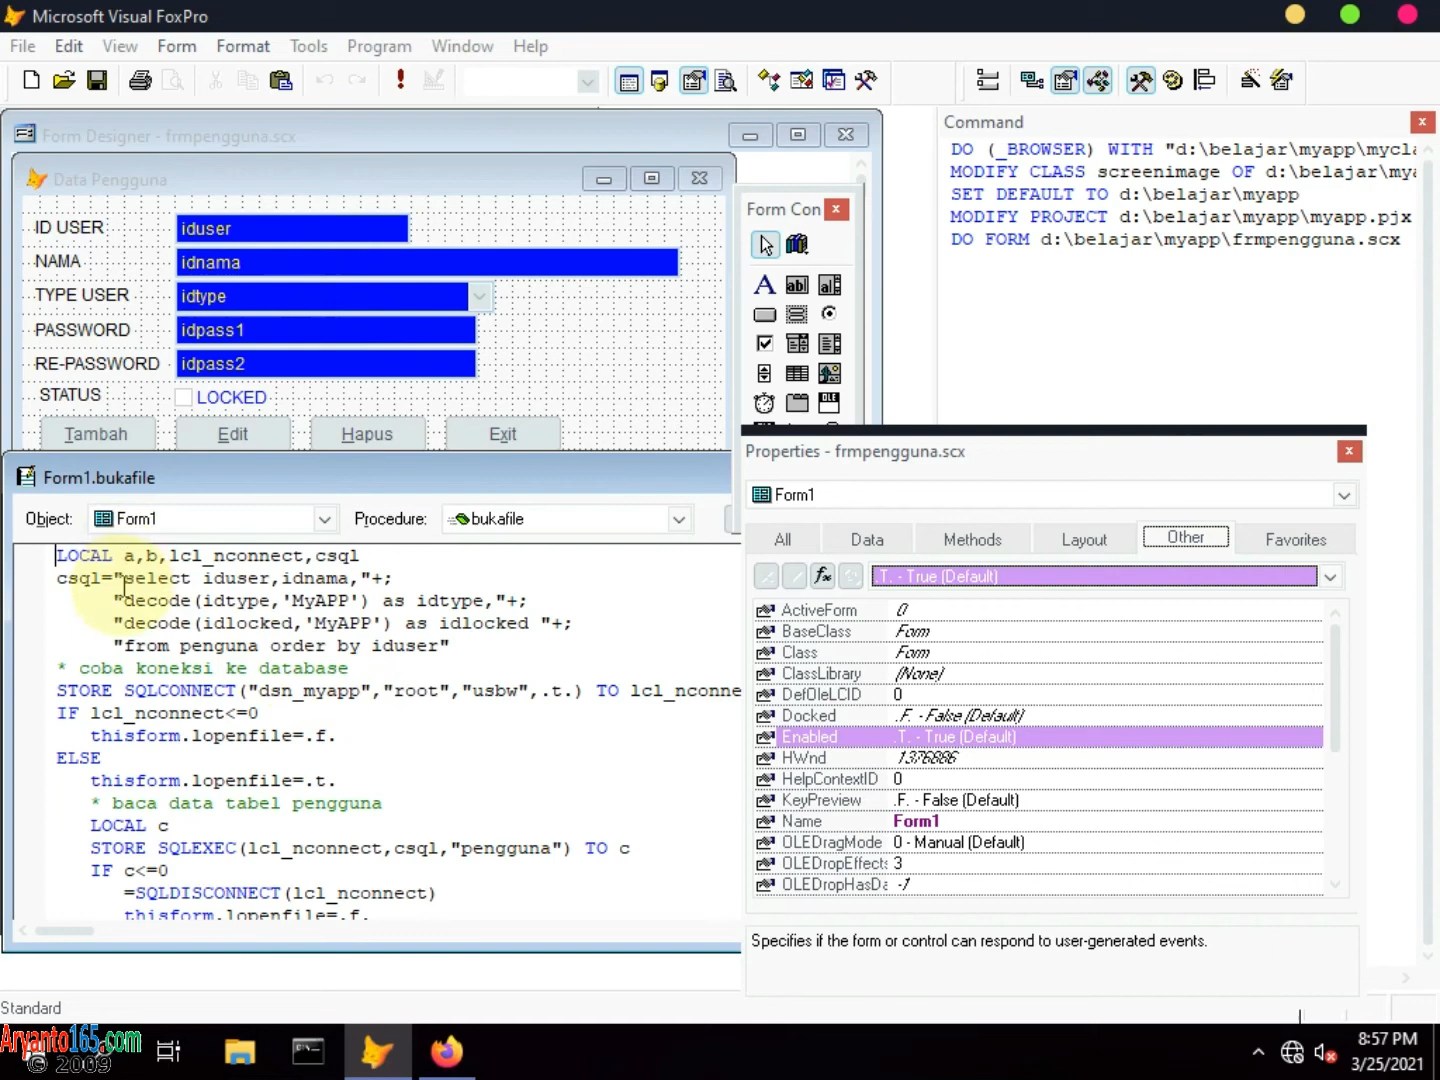 Microsoft Visual FoxPro
File Edit View Form Format Tools Program Window Help
Form Designer - frmpengguna.scx
Data Pengguna
ID USER iduser
NAMA idnama
TYPE USER idtype
PASSWORD idpass1
RE-PASSWORD idpass2
STATUS LOCKED
Tambah Edit Hapus Exit
Form Con
Command
DO (_BROWSER) WITH "d:\belajar\myapp\mycla
MODIFY CLASS screenimage OF d:\belajar\mya
SET DEFAULT TO d:\belajar\myapp
MODIFY PROJECT d:\belajar\myapp\myapp.pjx
DO FORM d:\belajar\myapp\frmpengguna.scx
Form1.bukafile
Object: Form1 Procedure: bukafile
LOCAL a,b,lcl_nconnect,csql
csql="select iduser,idnama,"+;
"decode(idtype,'MyAPP') as idtype,"+;
"decode(idlocked,'MyAPP') as idlocked "+;
"from penguna order by iduser"
* coba koneksi ke database
STORE SQLCONNECT("dsn_myapp","root","usbw",.t.) TO lcl_nconne
IF lcl_nconnect<=0
thisform.lopenfile=.f.
ELSE
thisform.lopenfile=.t.
* baca data tabel pengguna
LOCAL c
STORE SQLEXEC(lcl_nconnect,csql,"pengguna") TO c
IF c<=0
=SQLDISCONNECT(lcl_nconnect)
thisform.lopenfile=.f.
Properties - frmpengguna.scx
Form1
All Data Methods Layout Other Favorites
.T. - True (Default)
ActiveForm 0
BaseClass Form
Class Form
ClassLibrary (None)
DefOleLCID 0
Docked .F. - False (Default)
Enabled .T. - True (Default)
HWnd 1376886
HelpContextID 0
KeyPreview .F. - False (Default)
Name Form1
OLEDragMode 0 - Manual (Default)
OLEDropEffects 3
OLEDropHasDa -1
Specifies if the form or control can respond to user-generated events.
Standard
Aryanto165.com
© 2009
8:57 PM
3/25/2021